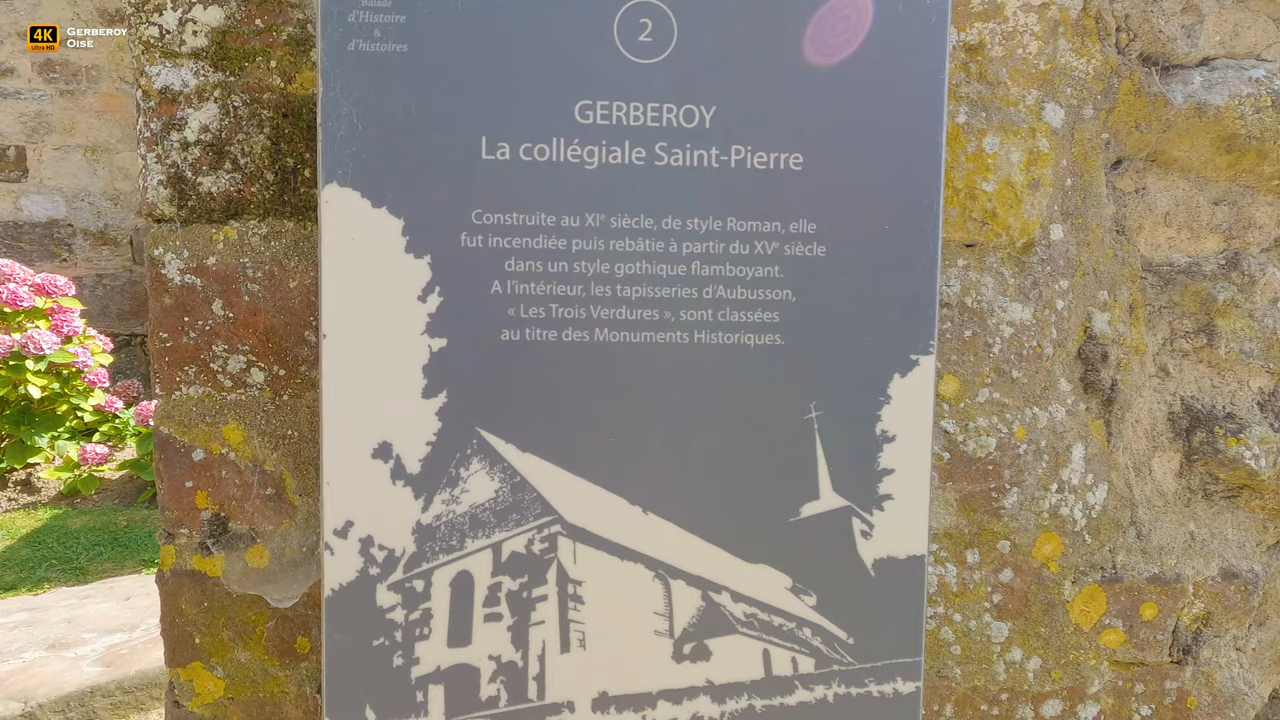 4K
Ultra HD
GERBEROY
OISE
Balade
d'Histoire
&
d'histoires
2
GERBEROY
La collégiale Saint-Pierre
Construite au XIe siècle, de style Roman, elle
fut incendiée puis rebâtie à partir du XVe siècle
dans un style gothique flamboyant.
A l'intérieur, les tapisseries d'Aubusson,
« Les Trois Verdures », sont classées
au titre des Monuments Historiques.